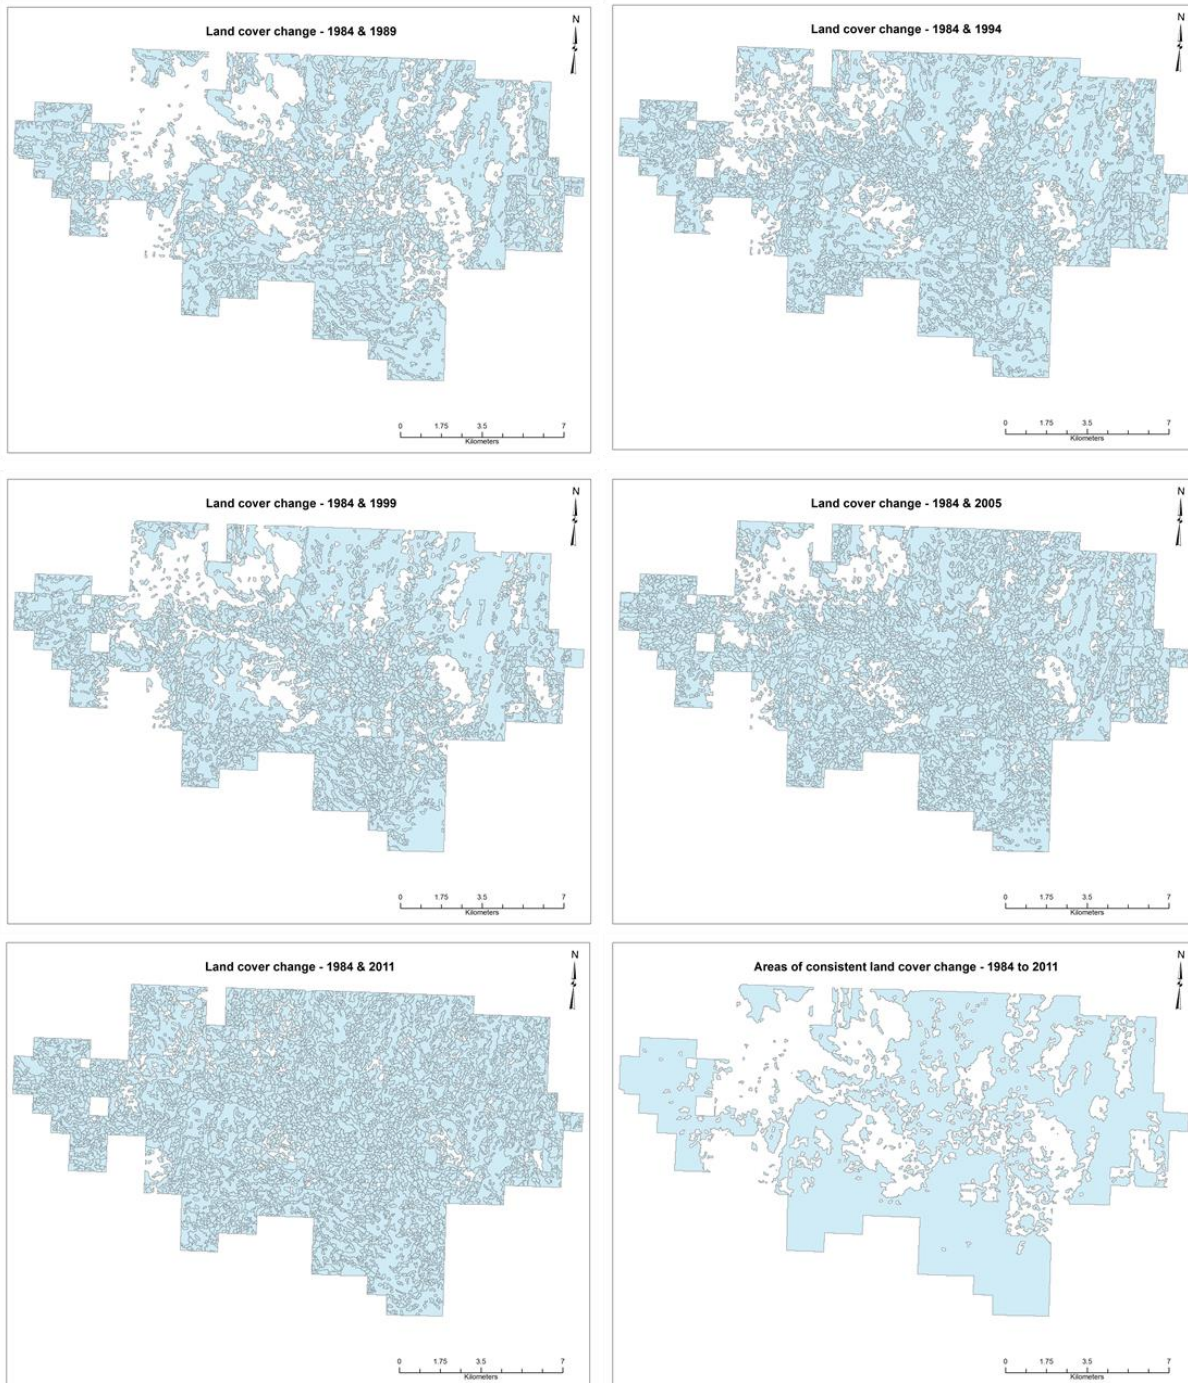 Land cover change - 1984 & 1989
N
0 1.75 3.5 7
Kilometers
Land cover change - 1984 & 1994
N
0 1.75 3.5 7
Kilometers
Land cover change - 1984 & 1999
N
0 1.75 3.5 7
Kilometers
Land cover change - 1984 & 2005
N
0 1.75 3.5 7
Kilometers
Land cover change - 1984 & 2011
N
0 1.75 3.5 7
Kilometers
Areas of consistent land cover change - 1984 to 2011
N
0 1.75 3.5 7
Kilometers